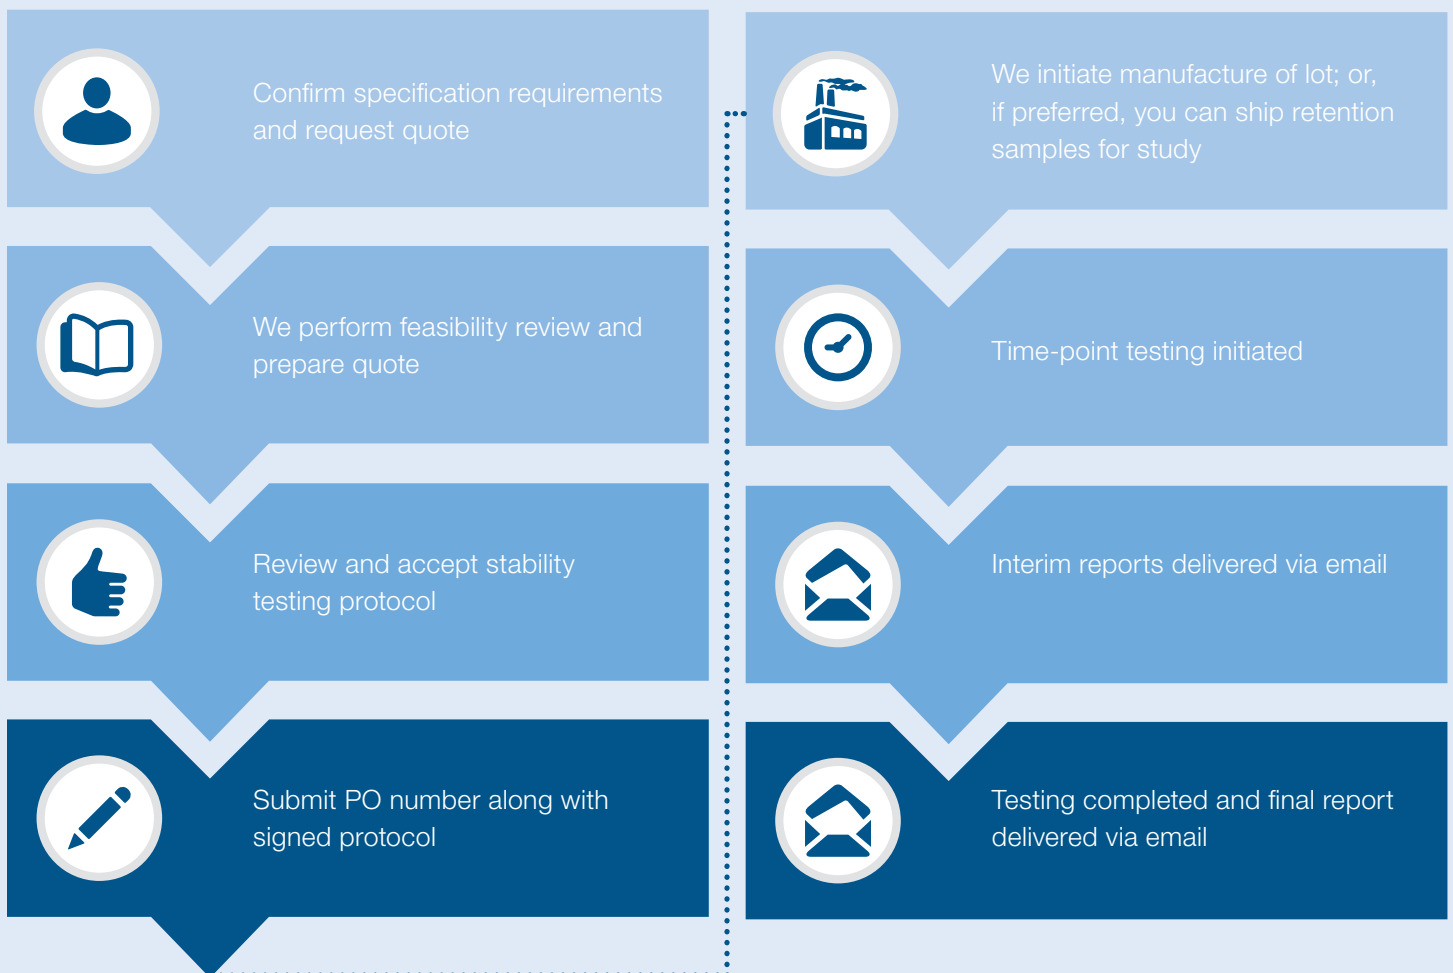 Confirm specification requirements
and request quote
We perform feasibility review and
prepare quote
Review and accept stability
testing protocol
Submit PO number along with
signed protocol
We initiate manufacture of lot; or,
if preferred, you can ship retention
samples for study
Time-point testing initiated
Interim reports delivered via email
Testing completed and final report
delivered via email